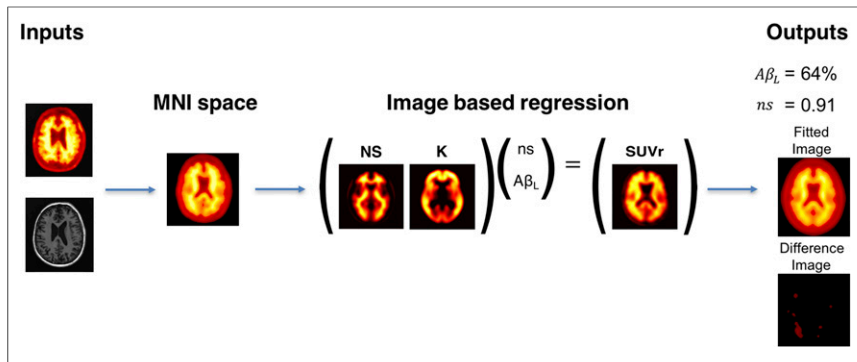 Inputs
Outputs
Aβ_L = 64%
ns = 0.91
MNI space
Image based regression
NS
K
ns
Aβ_L
=
SUVr
Fitted
Image
Difference
Image